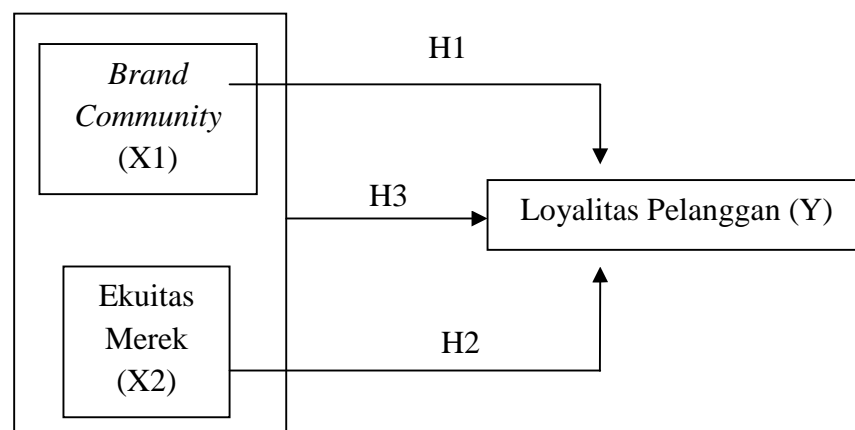 Brand
Community
(X1)
H1
H3
Loyalitas Pelanggan (Y)
Ekuitas
Merek
(X2)
H2